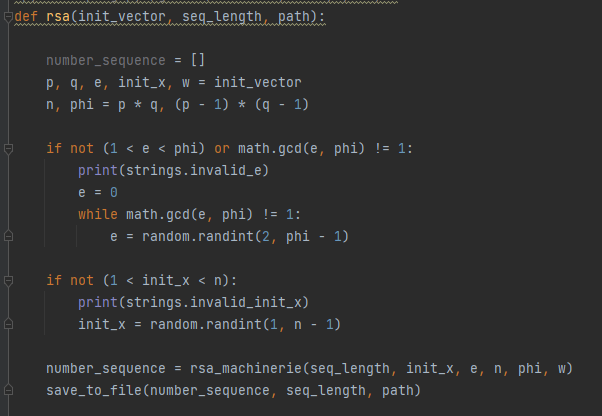 def rsa(init_vector, seq_length, path):
    number_sequence = []
    p, q, e, init_x, w = init_vector
    n, phi = p * q, (p - 1) * (q - 1)
    if not (1 < e < phi) or math.gcd(e, phi) != 1:
        print(strings.invalid_e)
        e = 0
        while math.gcd(e, phi) != 1:
            e = random.randint(2, phi - 1)
    if not (1 < init_x < n):
        print(strings.invalid_init_x)
        init_x = random.randint(1, n - 1)
    number_sequence = rsa_machinerie(seq_length, init_x, e, n, phi, w)
    save_to_file(number_sequence, seq_length, path)